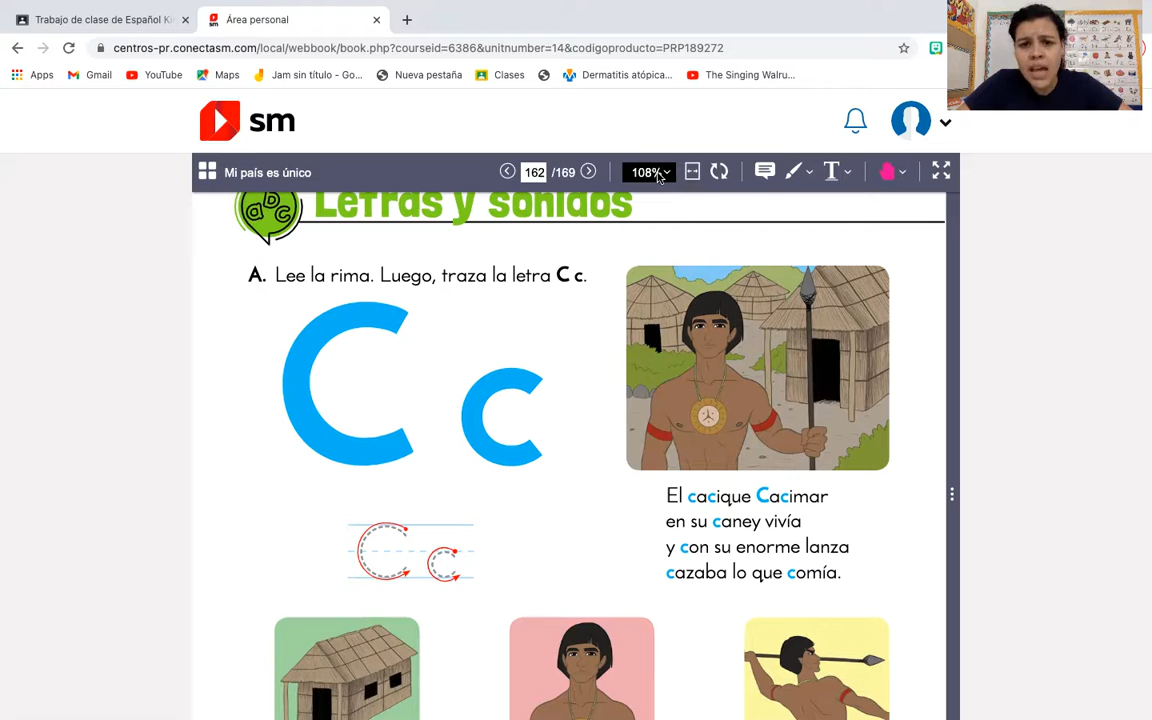 Trabajo de clase de Español Ki
Área personal
centros-pr.conectasm.com/local/webbook/book.php?courseid=6386&unitnumber=14&codigoproducto=PRP189272
Apps Gmail YouTube Maps Jam sin título - Go... Nueva pestaña Clases Dermatitis atópica... The Singing Walru...
sm
Mi país es único 162 /169 108% T
abc Letras y sonidos
A. Lee la rima. Luego, traza la letra C c.
C c
C c
El cacique Cacimar
en su caney vivía
y con su enorme lanza
cazaba lo que comía.